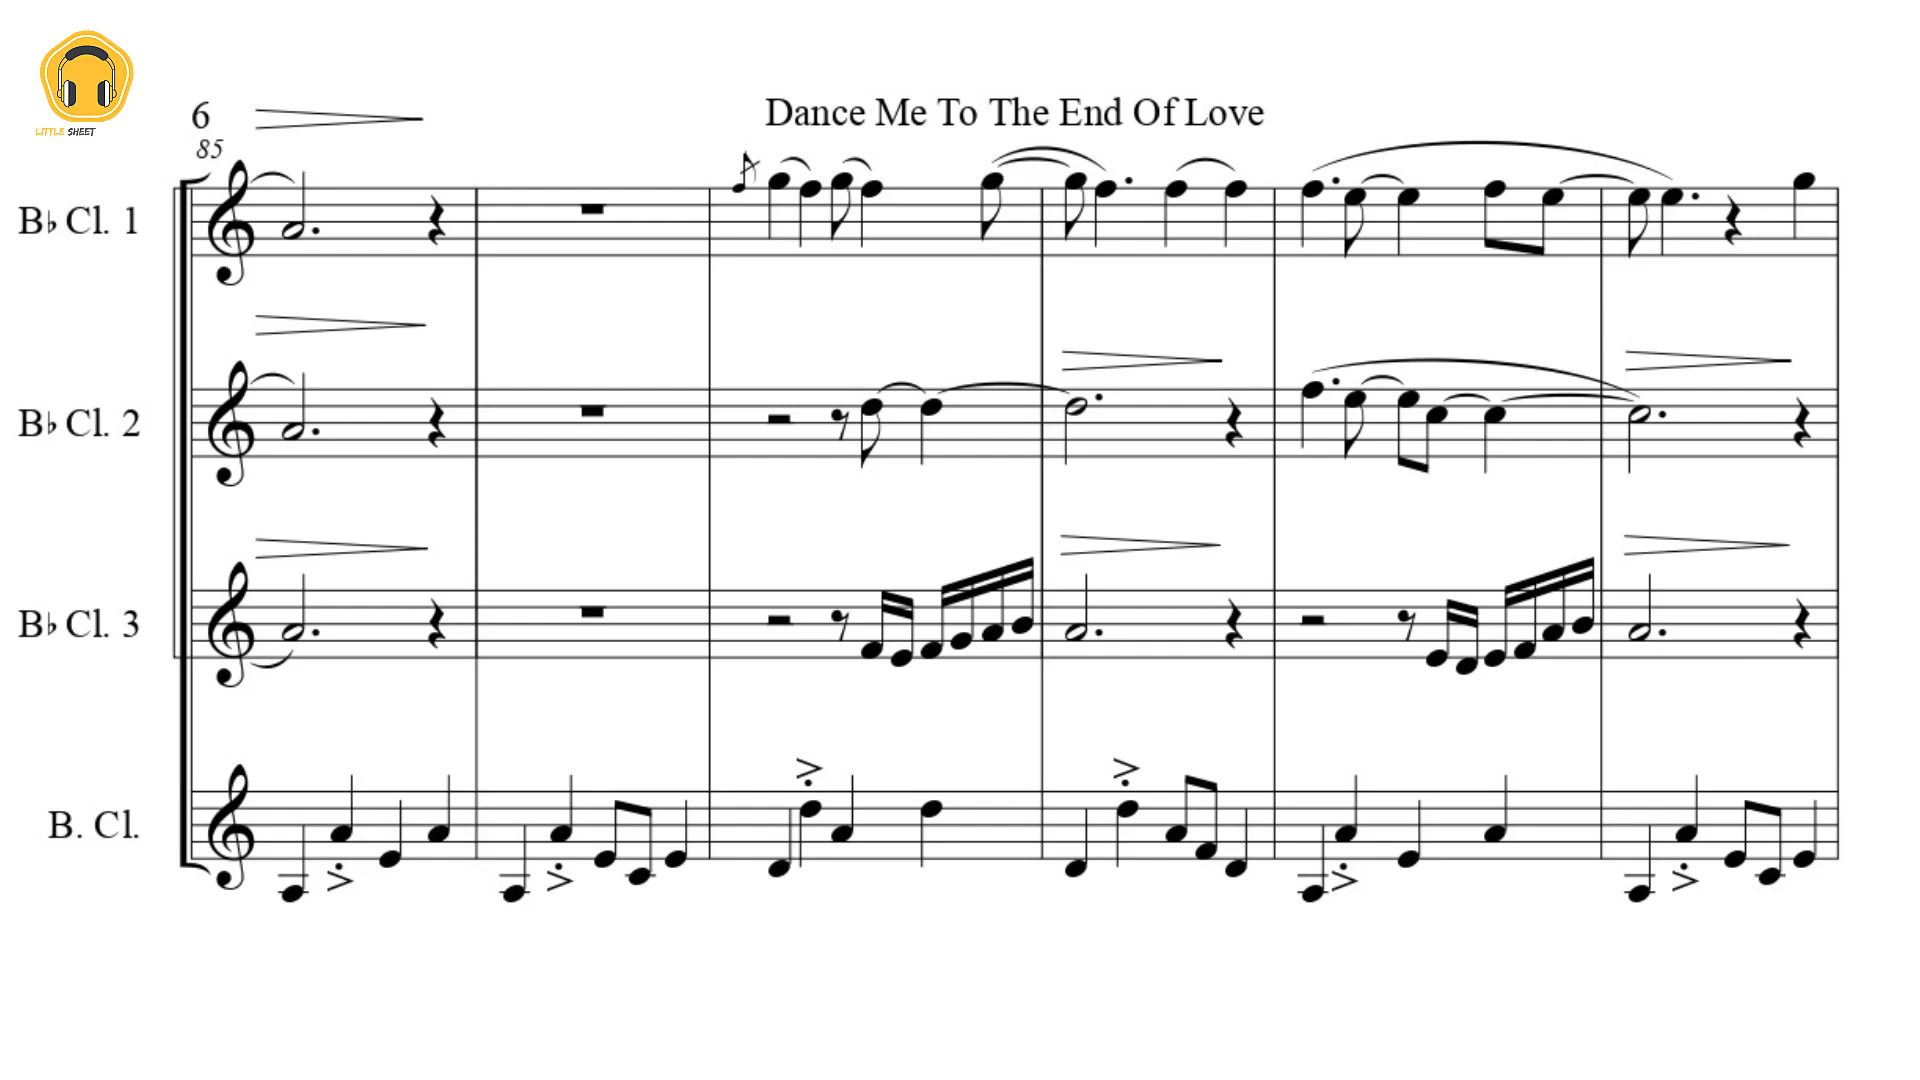 LITTLE SHEET
6
Dance Me To The End Of Love
85
B♭ Cl. 1
B♭ Cl. 2
B♭ Cl. 3
B. Cl.